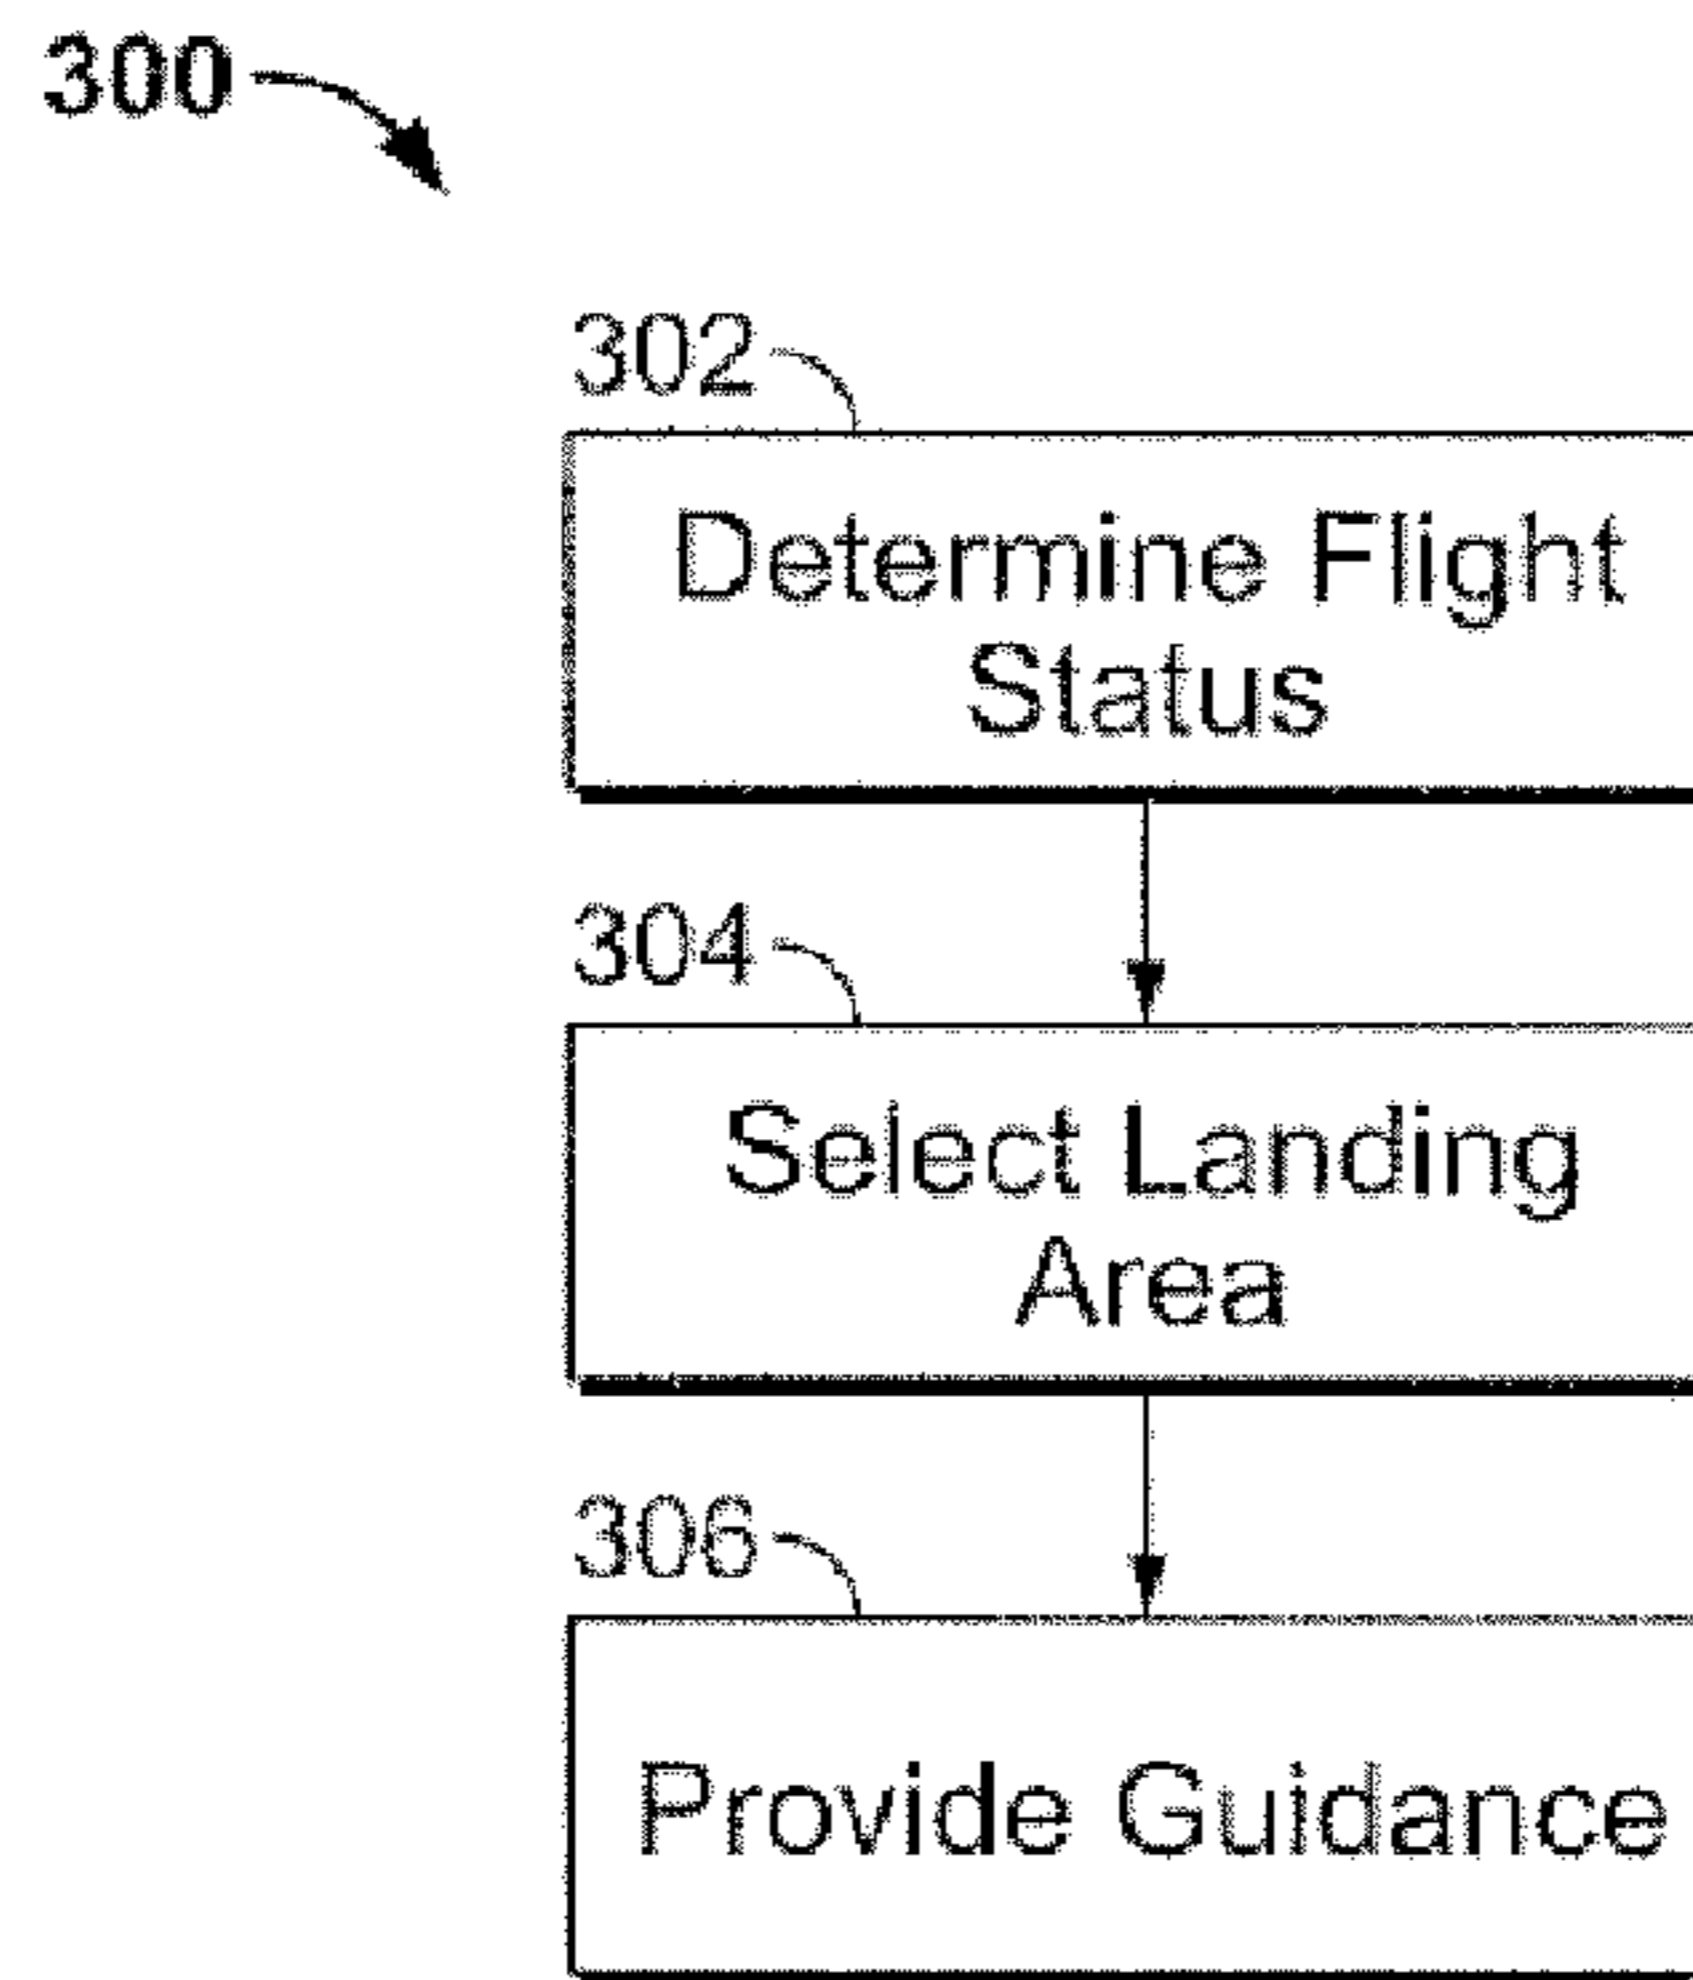 300
302
Determine Flight
Status
304
Select Landing
Area
306
Provide Guidance